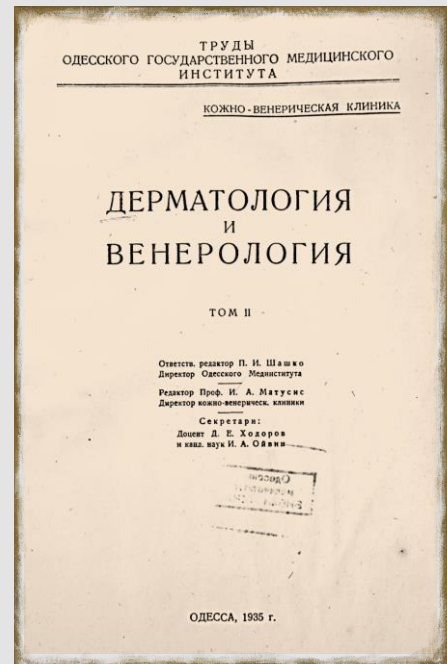 ТРУДЫ
ОДЕССКОГО ГОСУДАРСТВЕННОГО МЕДИЦИНСКОГО
ИНСТИТУТА
КОЖНО-ВЕНЕРИЧЕСКАЯ КЛИНИКА
ДЕРМАТОЛОГИЯ
И
ВЕНЕРОЛОГИЯ
ТОМ II
Ответств. редактор П. И. Шашко
Директор Одесского Мединститута
Редактор Проф. И. А. Матусис
Директор кожно-венерическ. клиники
Секретари:
Доцент Д. Е. Ходоров
и канд. наук И. А. Ойвин
ОДЕССА, 1935 г.